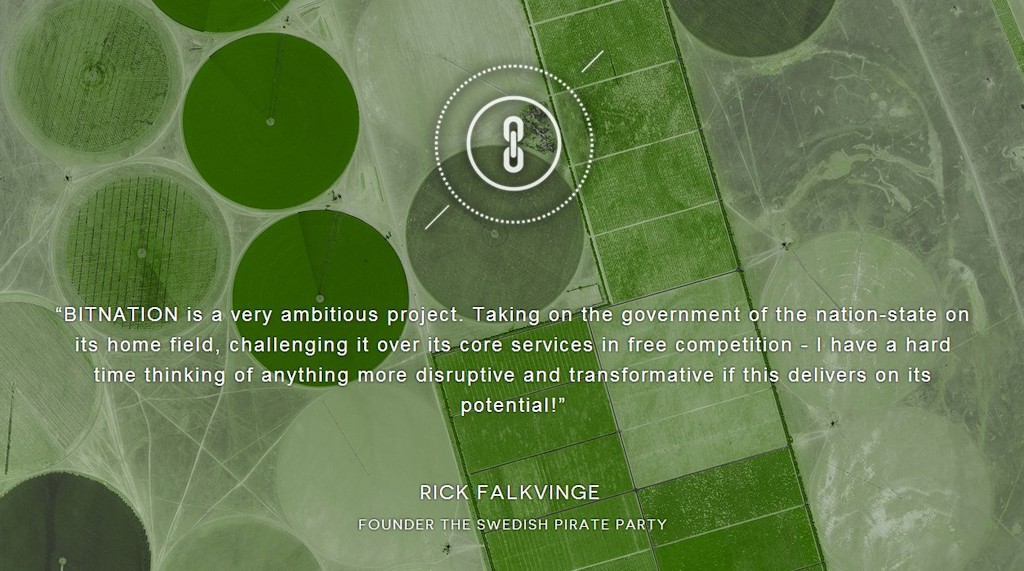 “BITNATION is a very ambitious project. Taking on the government of the nation-state on
its home field, challenging it over its core services in free competition - I have a hard
time thinking of anything more disruptive and transformative if this delivers on its
potential!”
RICK FALKVINGE
FOUNDER THE SWEDISH PIRATE PARTY